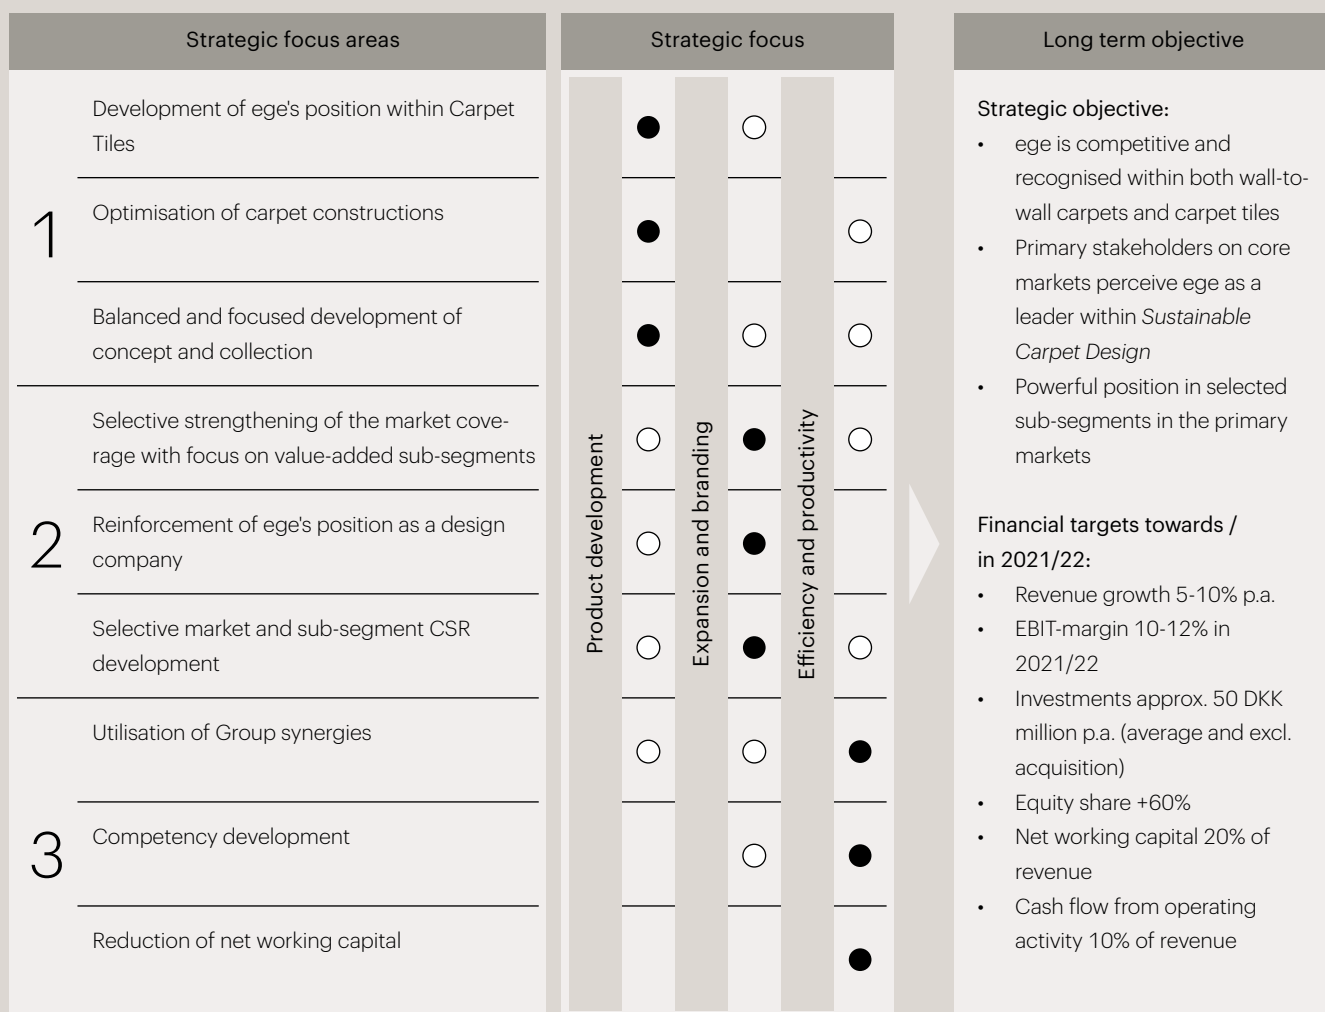 Strategic focus areas
Strategic focus
Long term objective
1
Development of ege's position within Carpet
Tiles
Optimisation of carpet constructions
Balanced and focused development of
concept and collection
2
Selective strengthening of the market cove-
rage with focus on value-added sub-segments
Reinforcement of ege's position as a design
company
Selective market and sub-segment CSR
development
3
Utilisation of Group synergies
Competency development
Reduction of net working capital
Product development
Expansion and branding
Efficiency and productivity
Strategic objective:
• ege is competitive and
recognised within both wall-to-
wall carpets and carpet tiles
• Primary stakeholders on core
markets perceive ege as a
leader within Sustainable
Carpet Design
• Powerful position in selected
sub-segments in the primary
markets
Financial targets towards /
in 2021/22:
• Revenue growth 5-10% p.a.
• EBIT-margin 10-12% in
2021/22
• Investments approx. 50 DKK
million p.a. (average and excl.
acquisition)
• Equity share +60%
• Net working capital 20% of
revenue
• Cash flow from operating
activity 10% of revenue